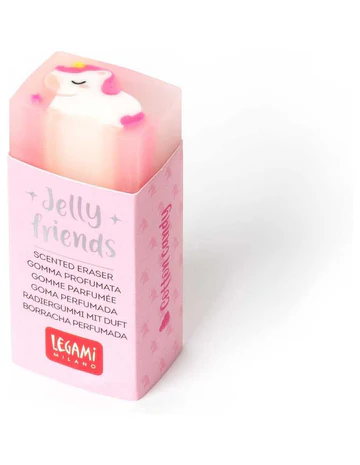 Jelly
friends
SCENTED ERASER
GOMMA PROFUMATA
GOMME PARFUMÉE
GOMA PERFUMADA
RADIERGUMMI MIT DUFT
BORRACHA PERFUMADA
LEGAMI
MILANO
Cotton Candy